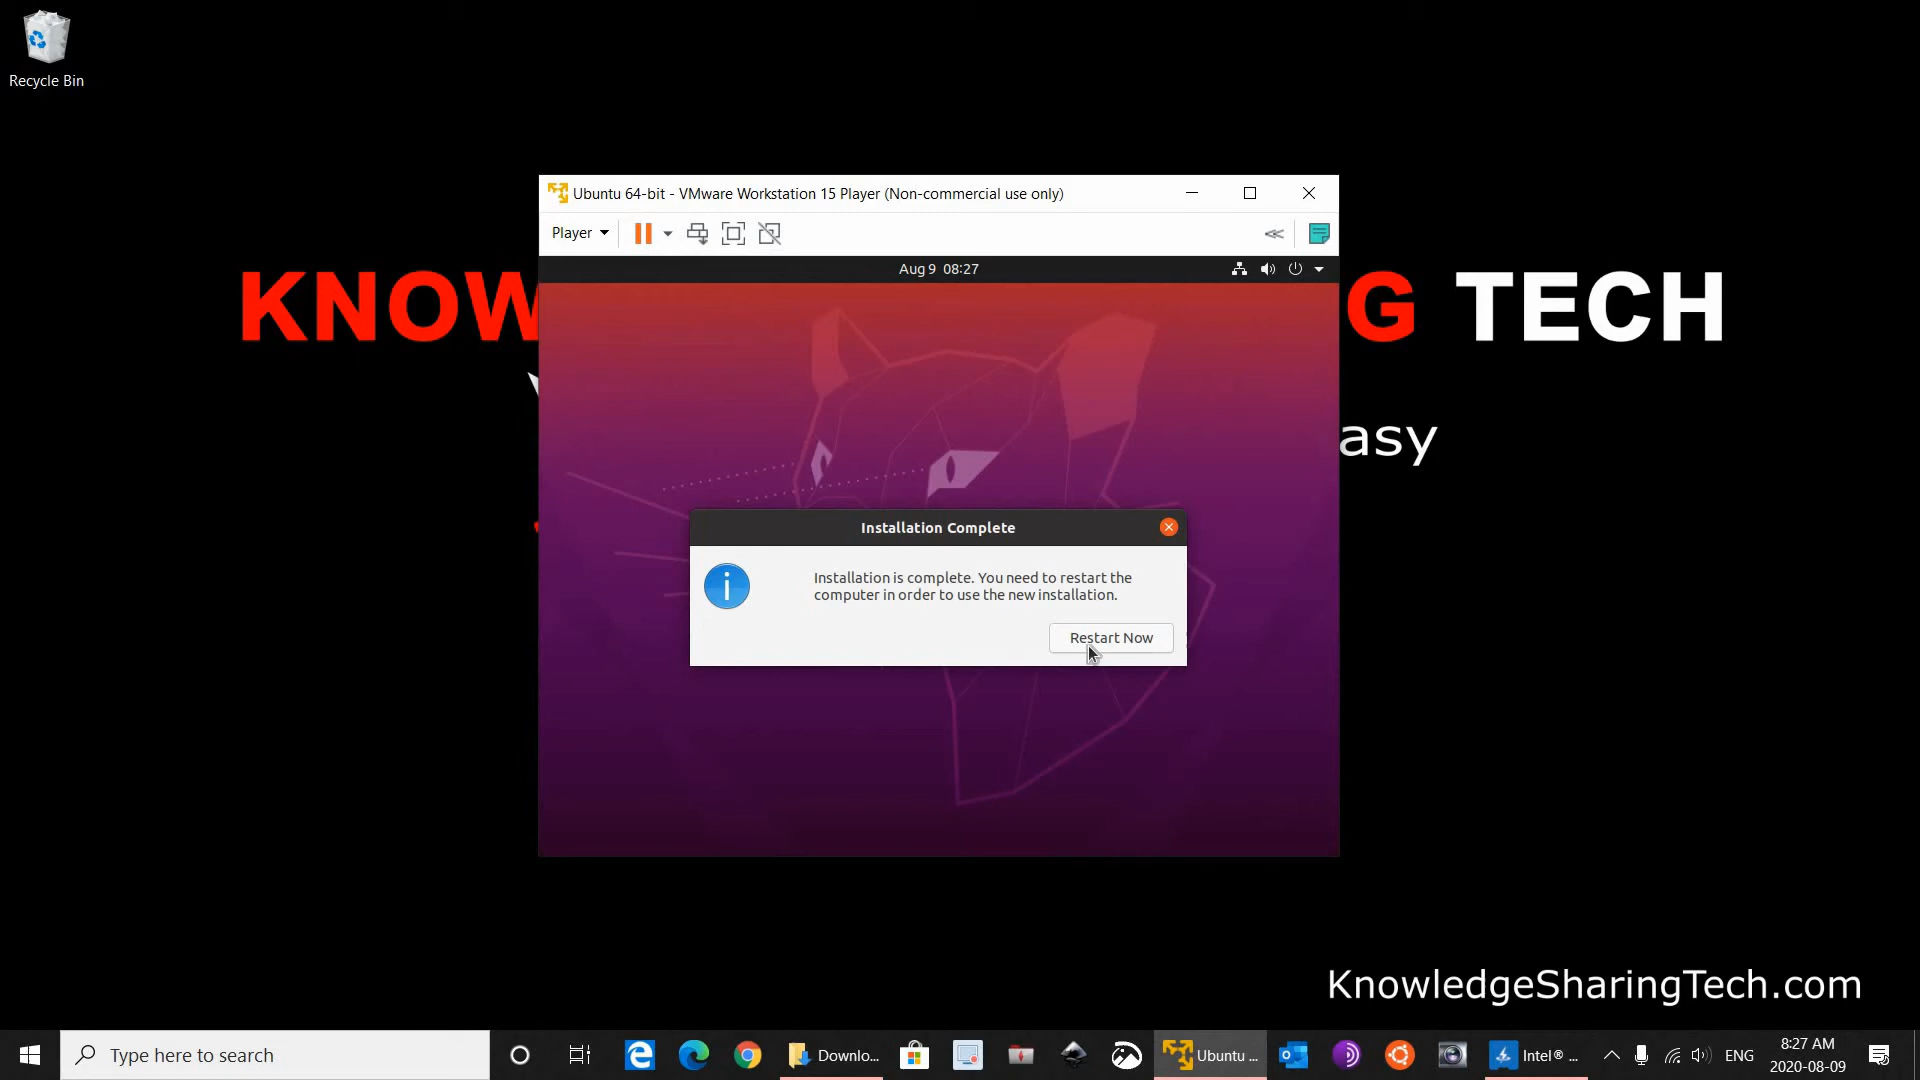 Recycle Bin
Ubuntu 64-bit - VMware Workstation 15 Player (Non-commercial use only)
Player
Aug 9 08:27
KNOW G TECH
asy
Installation Complete
Installation is complete. You need to restart the
computer in order to use the new installation.
Restart Now
KnowledgeSharingTech.com
Type here to search
Downlo...
Ubuntu ...
Intel® ...
ENG
8:27 AM
2020-08-09